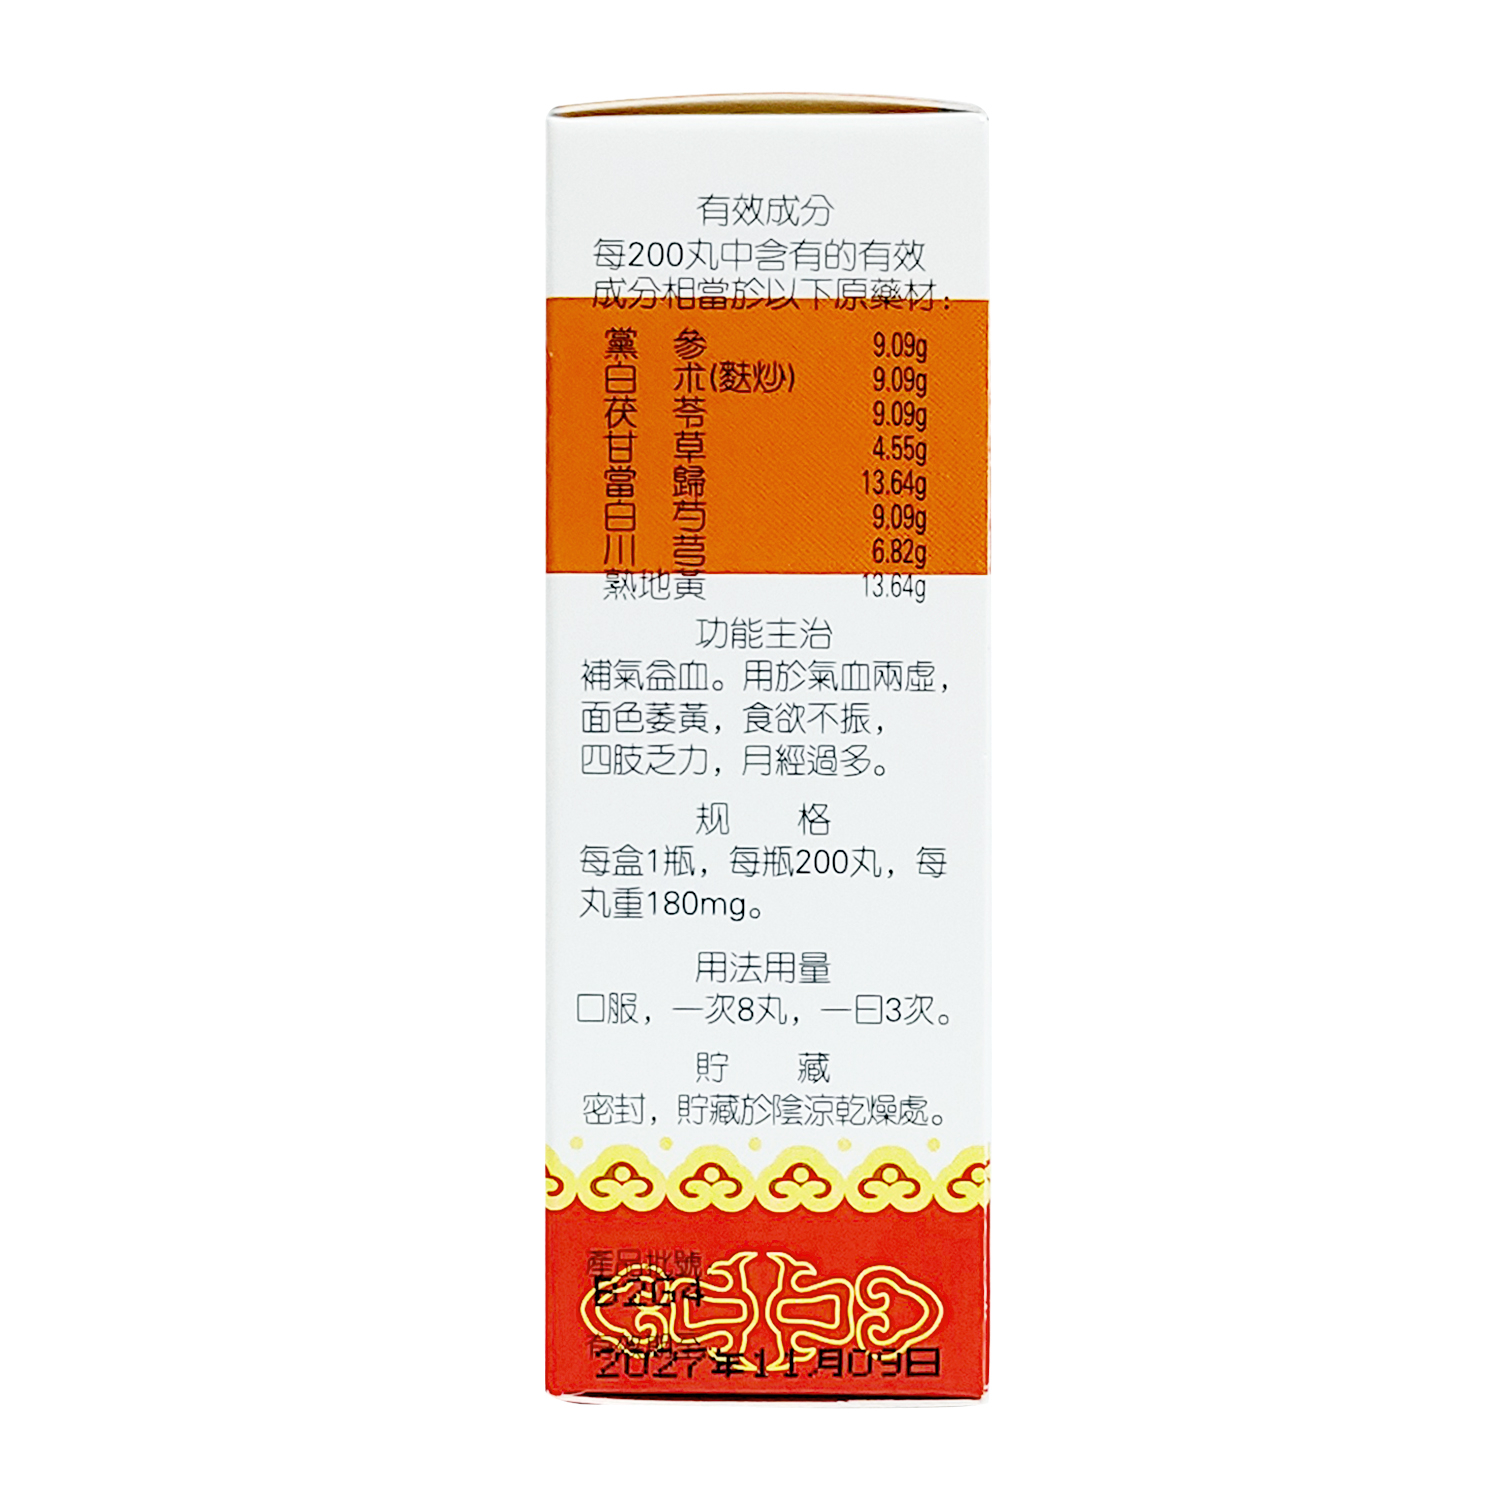 有效成分
每200丸中含有的有效
成分相當於以下原藥材:
黨參 9.09g
白术(麩炒) 9.09g
茯苓 9.09g
甘草 4.55g
當歸 13.64g
白芍 9.09g
川芎 6.82g
熟地黃 13.64g
功能主治
補氣益血。用於氣血兩虛,
面色萎黃,食欲不振,
四肢乏力,月經過多。
规格
每盒1瓶,每瓶200丸,每
丸重180mg。
用法用量
口服,一次8丸,一日3次。
貯藏
密封,貯藏於陰涼乾燥處。
產品批號:
有效期至:
2027年11月09日